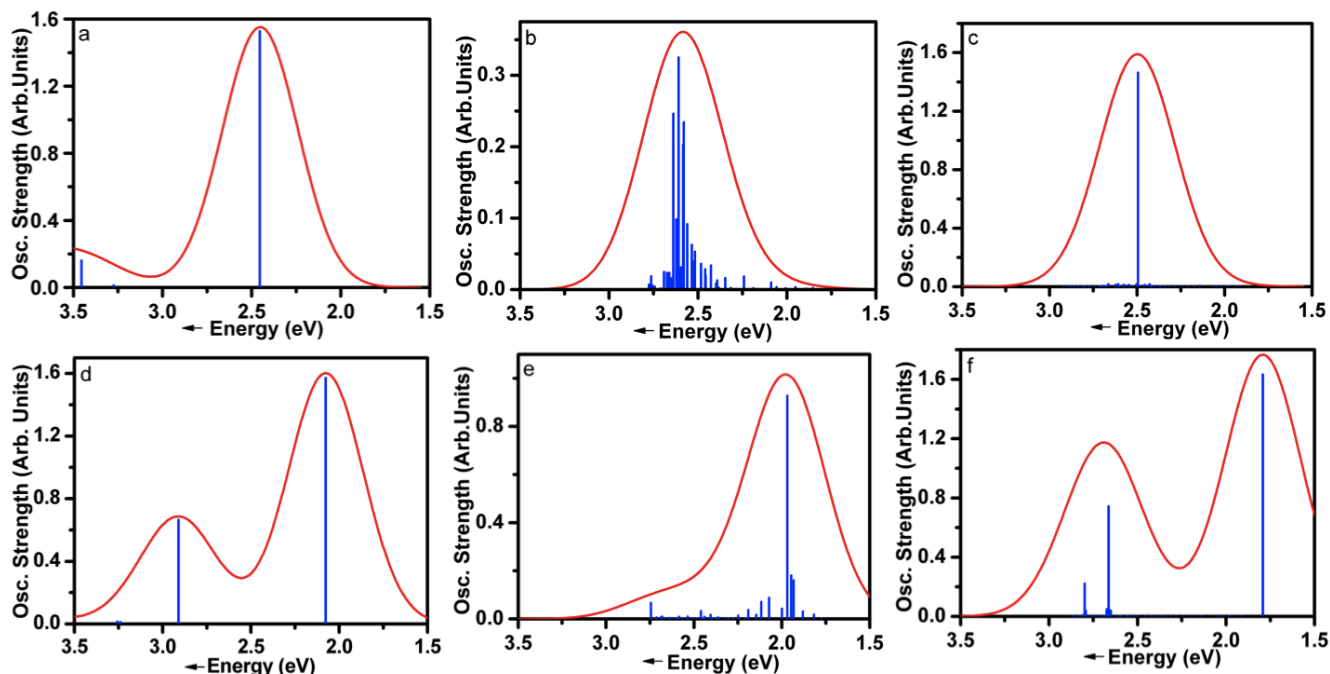 a
Osc. Strength (Arb.Units)
1.6
1.2
0.8
0.4
0.0
3.5 3.0 2.5 2.0 1.5
← Energy (eV)
b
Osc. Strength (Arb.Units)
0.3
0.2
0.1
0.0
3.5 3.0 2.5 2.0 1.5
← Energy (eV)
c
Osc. Strength (Arb.Units)
1.6
1.2
0.8
0.4
0.0
3.5 3.0 2.5 2.0 1.5
← Energy (eV)
d
Osc. Strength (Arb. Units)
1.6
1.2
0.8
0.4
0.0
3.5 3.0 2.5 2.0 1.5
← Energy (eV)
e
Osc. Strength (Arb.Units)
0.8
0.4
0.0
3.5 3.0 2.5 2.0 1.5
← Energy (eV)
f
Osc. Strength (Arb.Units)
1.6
1.2
0.8
0.4
0.0
3.5 3.0 2.5 2.0 1.5
← Energy (eV)